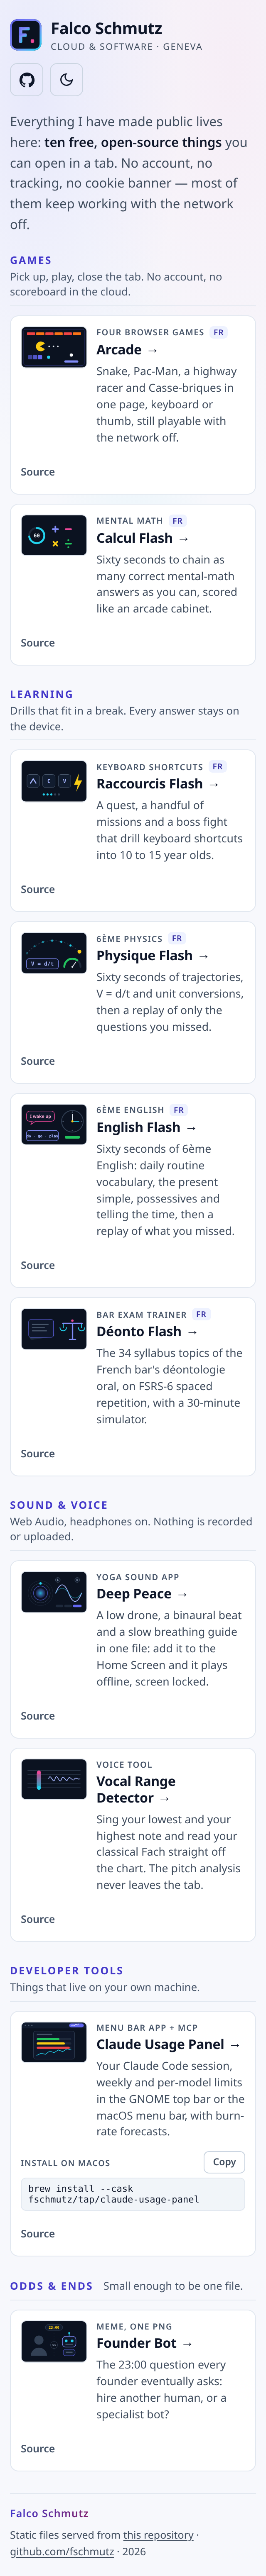 Falco Schmutz
CLOUD & SOFTWARE · GENEVA
Everything I have made public lives
here: ten free, open-source things you
can open in a tab. No account, no
tracking, no cookie banner — most of
them keep working with the network
off.
GAMES
Pick up, play, close the tab. No account, no
scoreboard in the cloud.
FOUR BROWSER GAMES FR
Arcade →
Snake, Pac-Man, a highway
racer and Casse-briques in
one page, keyboard or
thumb, still playable with
the network off.
Source
60
MENTAL MATH FR
Calcul Flash →
Sixty seconds to chain as
many correct mental-math
answers as you can, scored
like an arcade cabinet.
Source
LEARNING
Drills that fit in a break. Every answer stays on
the device.
C V
KEYBOARD SHORTCUTS FR
Raccourcis Flash →
A quest, a handful of
missions and a boss fight
that drill keyboard shortcuts
into 10 to 15 year olds.
Source
V = d/t
6ÈME PHYSICS FR
Physique Flash →
Sixty seconds of trajectories,
V = d/t and unit conversions,
then a replay of only the
questions you missed.
Source
I wake up
6ÈME ENGLISH FR
English Flash →
Sixty seconds of 6ème
English: daily routine
vocabulary, the present
simple, possessives and
telling the time, then a
replay of what you missed.
Source
BAR EXAM TRAINER FR
Déonto Flash →
The 34 syllabus topics of the
French bar's déontologie
oral, on FSRS-6 spaced
repetition, with a 30-minute
simulator.
Source
SOUND & VOICE
Web Audio, headphones on. Nothing is recorded
or uploaded.
YOGA SOUND APP
Deep Peace →
A low drone, a binaural beat
and a slow breathing guide
in one file: add it to the
Home Screen and it plays
offline, screen locked.
Source
VOICE TOOL
Vocal Range
Detector →
Sing your lowest and your
highest note and read your
classical Fach straight off
the chart. The pitch analysis
never leaves the tab.
Source
DEVELOPER TOOLS
Things that live on your own machine.
MENU BAR APP + MCP
Claude Usage Panel →
Your Claude Code session,
weekly and per-model limits
in the GNOME top bar or the
macOS menu bar, with burn-
rate forecasts.
INSTALL ON MACOS Copy
brew install --cask
fschmutz/tap/claude-usage-panel
Source
ODDS & ENDS Small enough to be one file.
23:00
MEME, ONE PNG
Founder Bot →
The 23:00 question every
founder eventually asks:
hire another human, or a
specialist bot?
Source
Falco Schmutz
Static files served from this repository ·
github.com/fschmutz · 2026